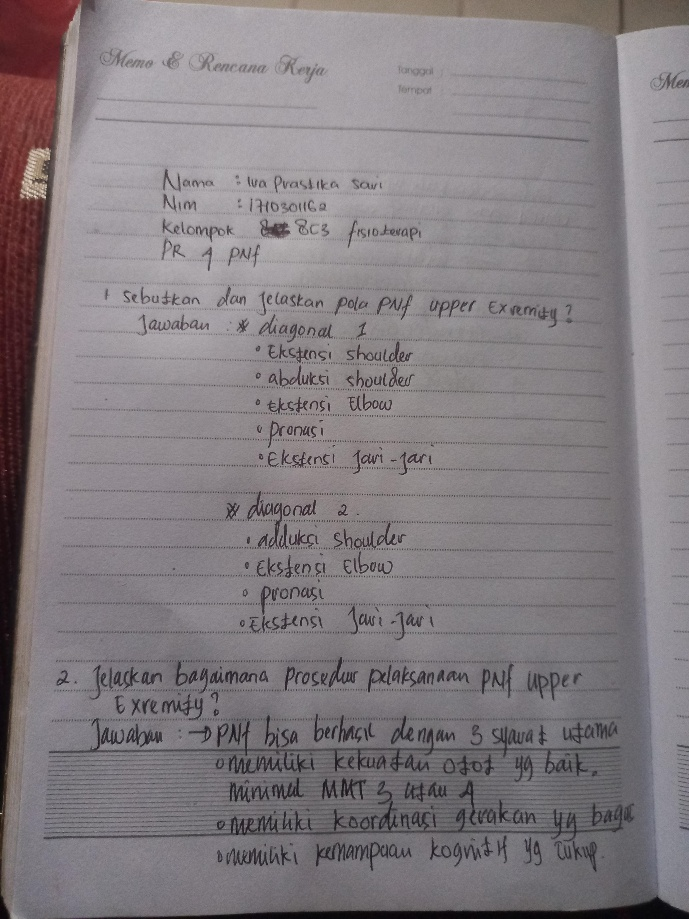 Memo & Rencana Kerja
Tanggal
Tempat
Men
Nama : Iva Prastika Sari
Nim : 1710301162
Kelompok 8C3 fisioterapi
PR 4 PNF
1 Sebutkan dan Jelaskan pola PNF upper Exremity?
Jawaban : * diagonal 1
• Ekstensi shoulder
• abduksi shoulder
• Ekstensi Elbow
• pronasi
• Ekstensi Jari-Jari
* diagonal 2.
• adduksi shoulder
• Ekstensi Elbow
• pronasi
• Ekstensi Jari-Jari
2. Jelaskan bagaimana prosedur pelaksanaan PNF upper
Exremity?
Jawaban : → PNF bisa berhasil dengan 3 syarat utama
• memiliki kekuatan otot yg baik.
minimal MMT 3 atau 4
• memiliki koordinasi gerakan yg bagus
• memiliki kemampuan kognitif yg cukup.